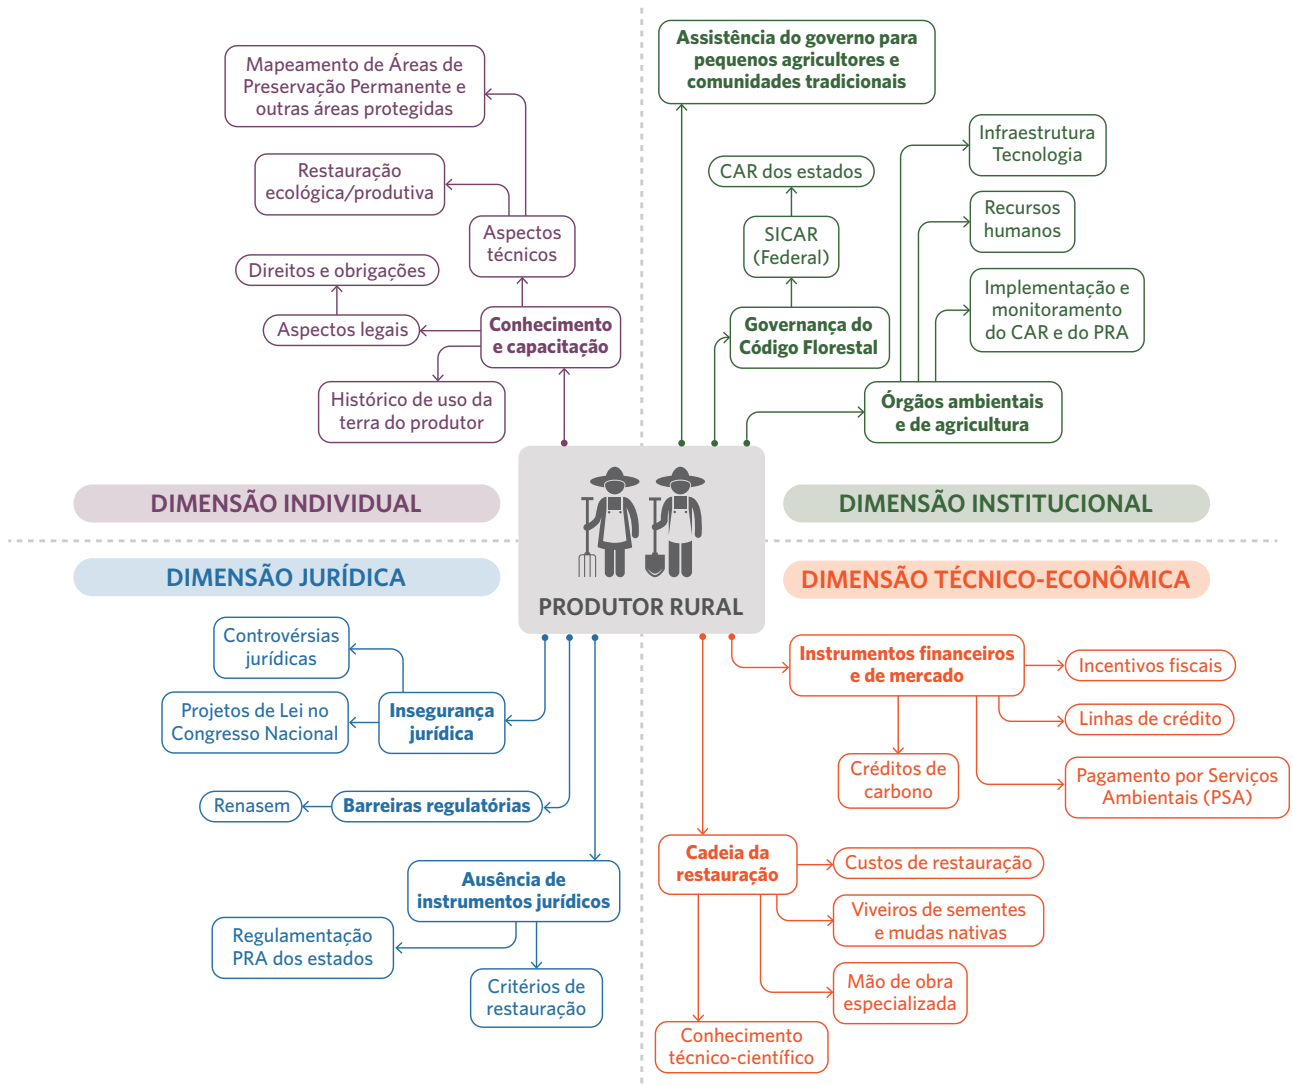 Mapeamento de Áreas de
Preservação Permanente e
outras áreas protegidas
Restauração
ecológica/produtiva
Aspectos
técnicos
Direitos e obrigações
Aspectos legais
Conhecimento
e capacitação
Histórico de uso da
terra do produtor
DIMENSÃO INDIVIDUAL
Assistência do governo para
pequenos agricultores e
comunidades tradicionais
Infraestrutura
Tecnologia
CAR dos estados
Recursos
humanos
SICAR
(Federal)
Implementação e
monitoramento
do CAR e do PRA
Governança do
Código Florestal
Órgãos ambientais
e de agricultura
DIMENSÃO INSTITUCIONAL
PRODUTOR RURAL
DIMENSÃO JURÍDICA
Controvérsias
jurídicas
Projetos de Lei no
Congresso Nacional
Insegurança
jurídica
Renasem
Barreiras regulatórias
Ausência de
instrumentos jurídicos
Regulamentação
PRA dos estados
Critérios de
restauração
DIMENSÃO TÉCNICO-ECONÔMICA
Instrumentos financeiros
e de mercado
Incentivos fiscais
Linhas de crédito
Créditos de
carbono
Pagamento por Serviços
Ambientais (PSA)
Cadeia da
restauração
Custos de restauração
Viveiros de sementes
e mudas nativas
Mão de obra
especializada
Conhecimento
técnico-científico